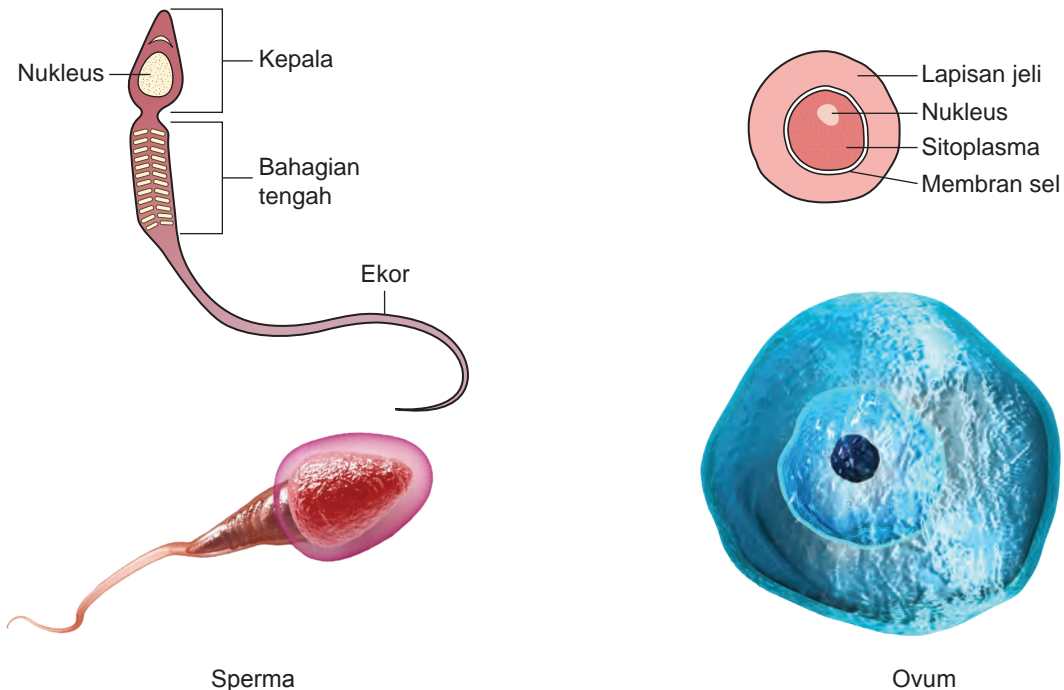 Nukleus
Kepala
Bahagian
tengah
Ekor
Lapisan jeli
Nukleus
Sitoplasma
Membran sel
Sperma
Ovum